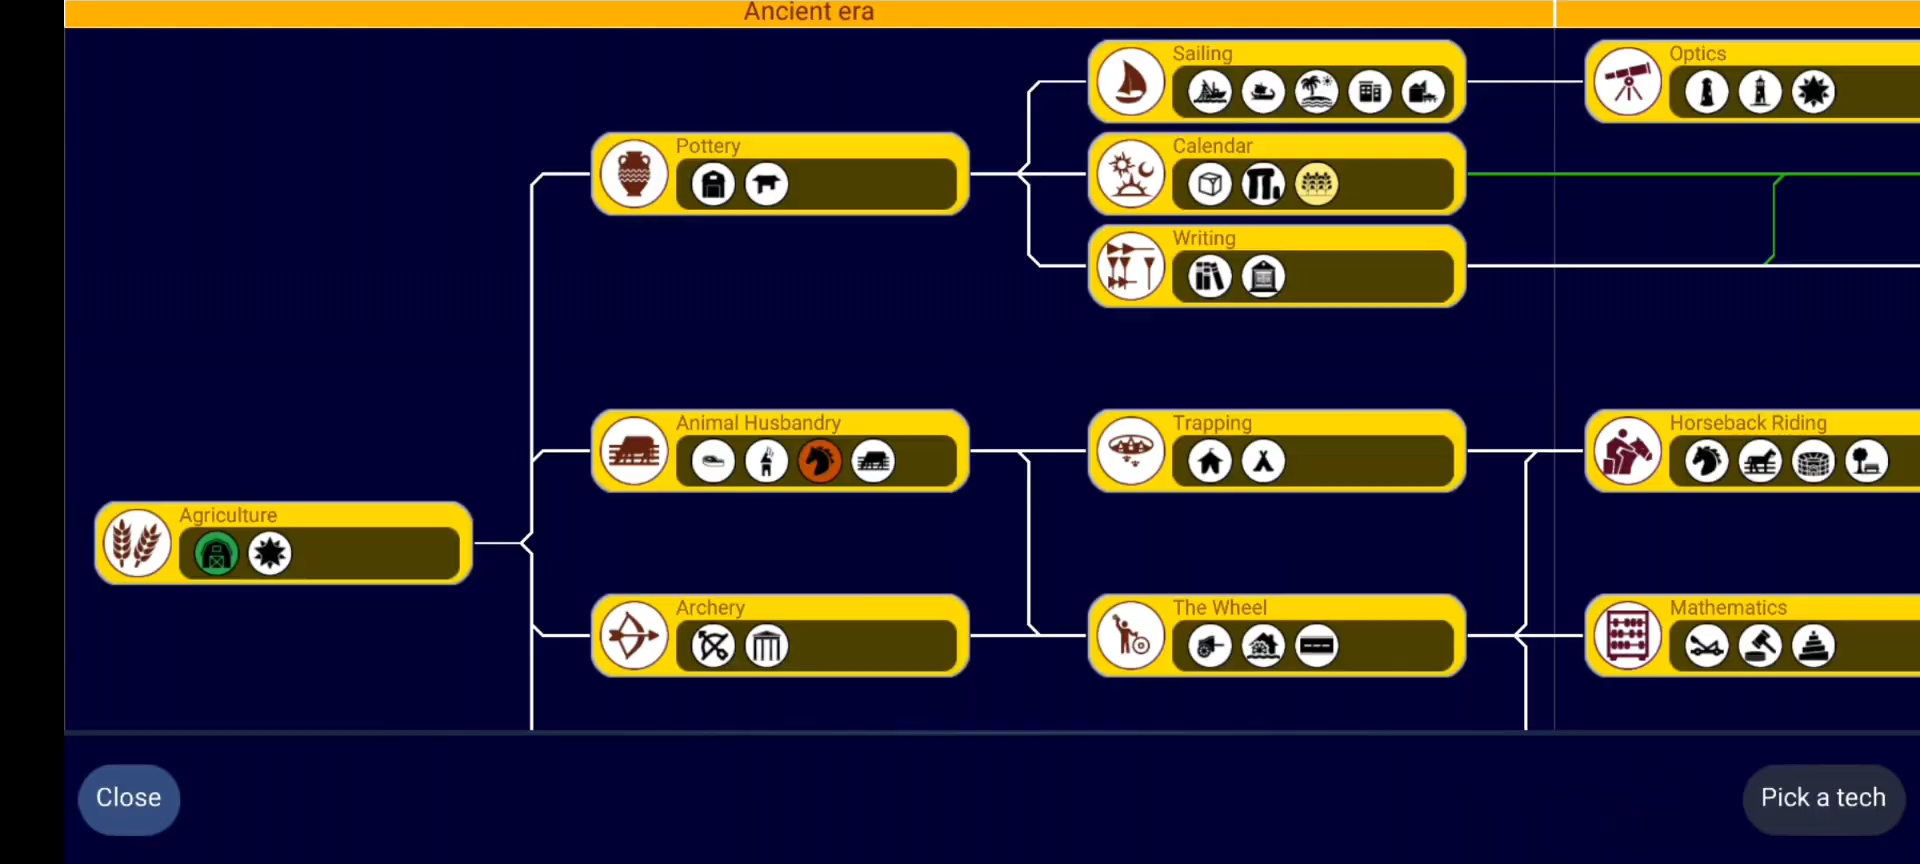 Ancient era
Sailing
Optics
Pottery
Calendar
Writing
Animal Husbandry
Trapping
Horseback Riding
Agriculture
Archery
The Wheel
Mathematics
Close
Pick a tech